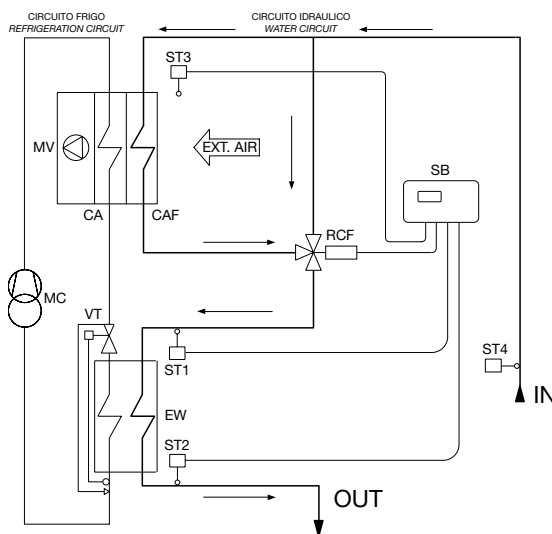 CIRCUITO FRIGO
REFRIGERATION CIRCUIT
CIRCUITO IDRAULICO
WATER CIRCUIT
ST3
MV
EXT. AIR
SB
CA
CAF
RCF
MC
VT
ST1
ST4
IN
EW
ST2
OUT